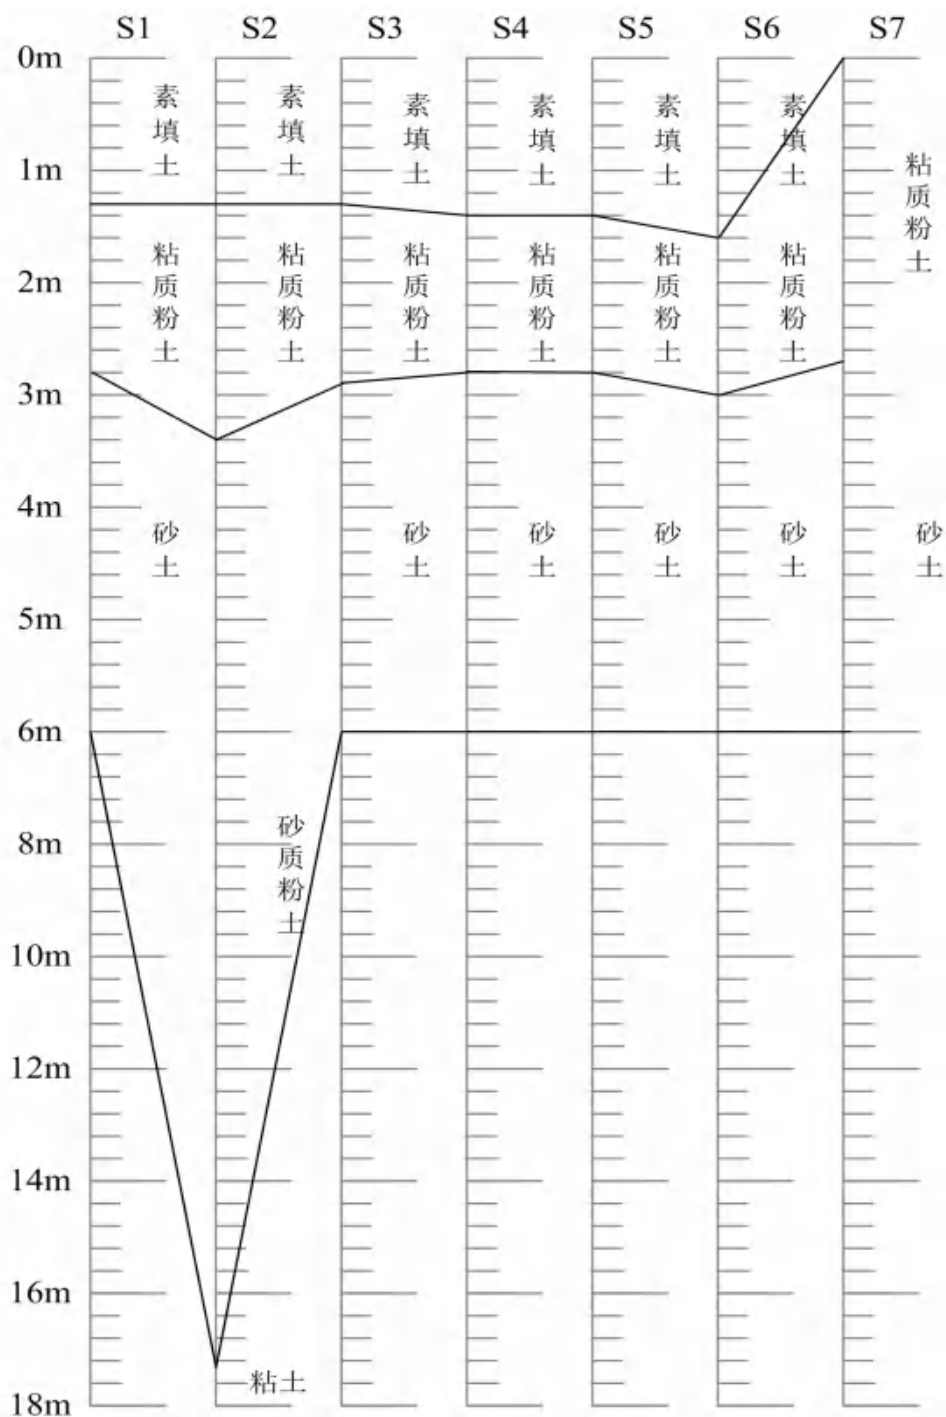 S1 S2 S3 S4 S5 S6 S7
0m
素填土 素填土 素填土 素填土 素填土 素填土 粘质粉土
1m
粘质粉土 粘质粉土 粘质粉土 粘质粉土 粘质粉土 粘质粉土
2m
3m
4m
砂土 砂土 砂土 砂土 砂土 砂土
5m
6m
砂质粉土
8m
10m
12m
14m
16m
粘土
18m